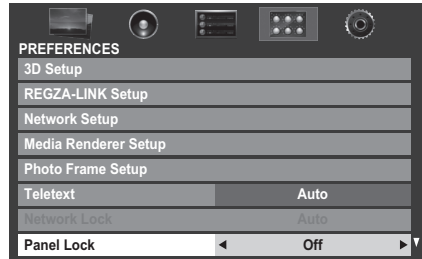 PREFERENCES
3D Setup
REGZA-LINK Setup
Network Setup
Media Renderer Setup
Photo Frame Setup
Teletext Auto
Network Lock Auto
Panel Lock Off